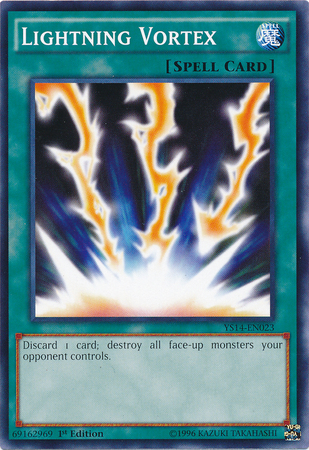 LIGHTNING VORTEX
SPELL
魔
[SPELL CARD]
YS14-EN023
Discard 1 card; destroy all face-up monsters your
opponent controls.
69162969
1st Edition
©1996 KAZUKI TAKAHASHI